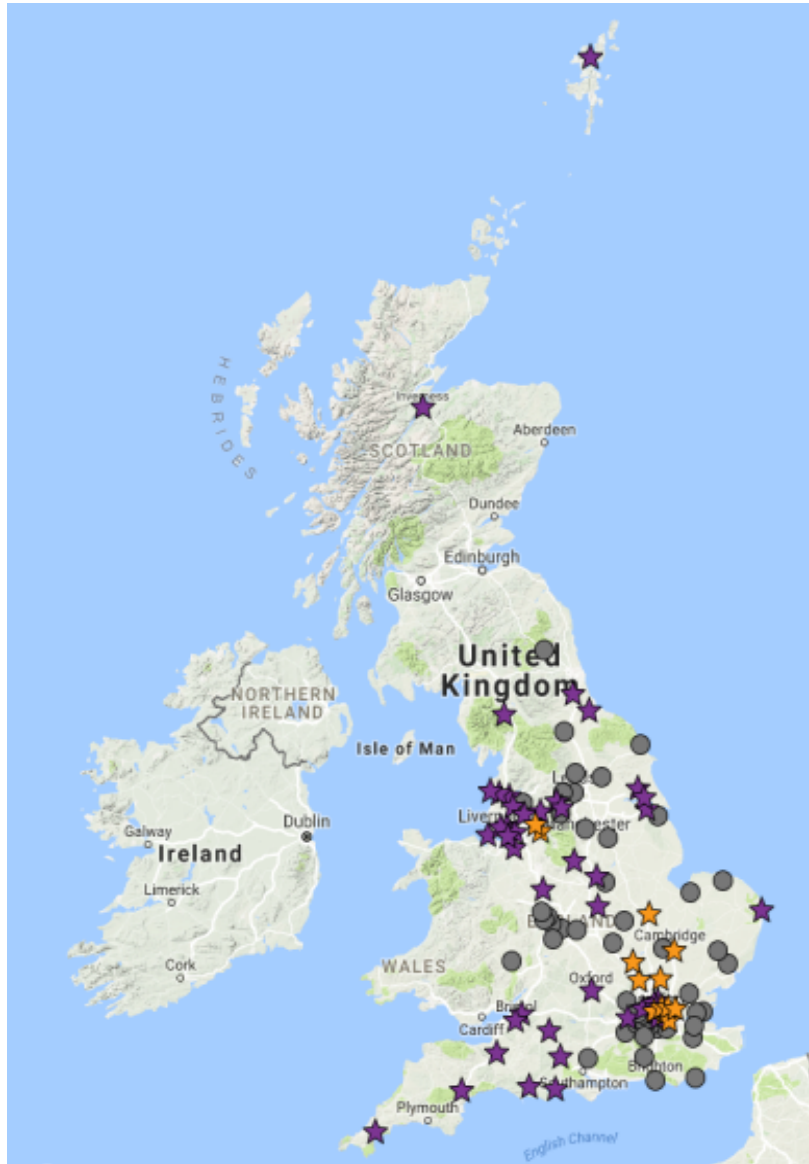 HEBRIDES
Inverness
SCOTLAND
Aberdeen
Dundee
Edinburgh
Glasgow
United
Kingdom
NORTHERN
IRELAND
Isle of Man
Dublin
Galway
Ireland
Limerick
Cork
Cambridge
WALES
Oxford
Bristol
Cardiff
Brighton
Southampton
Plymouth
English Channel